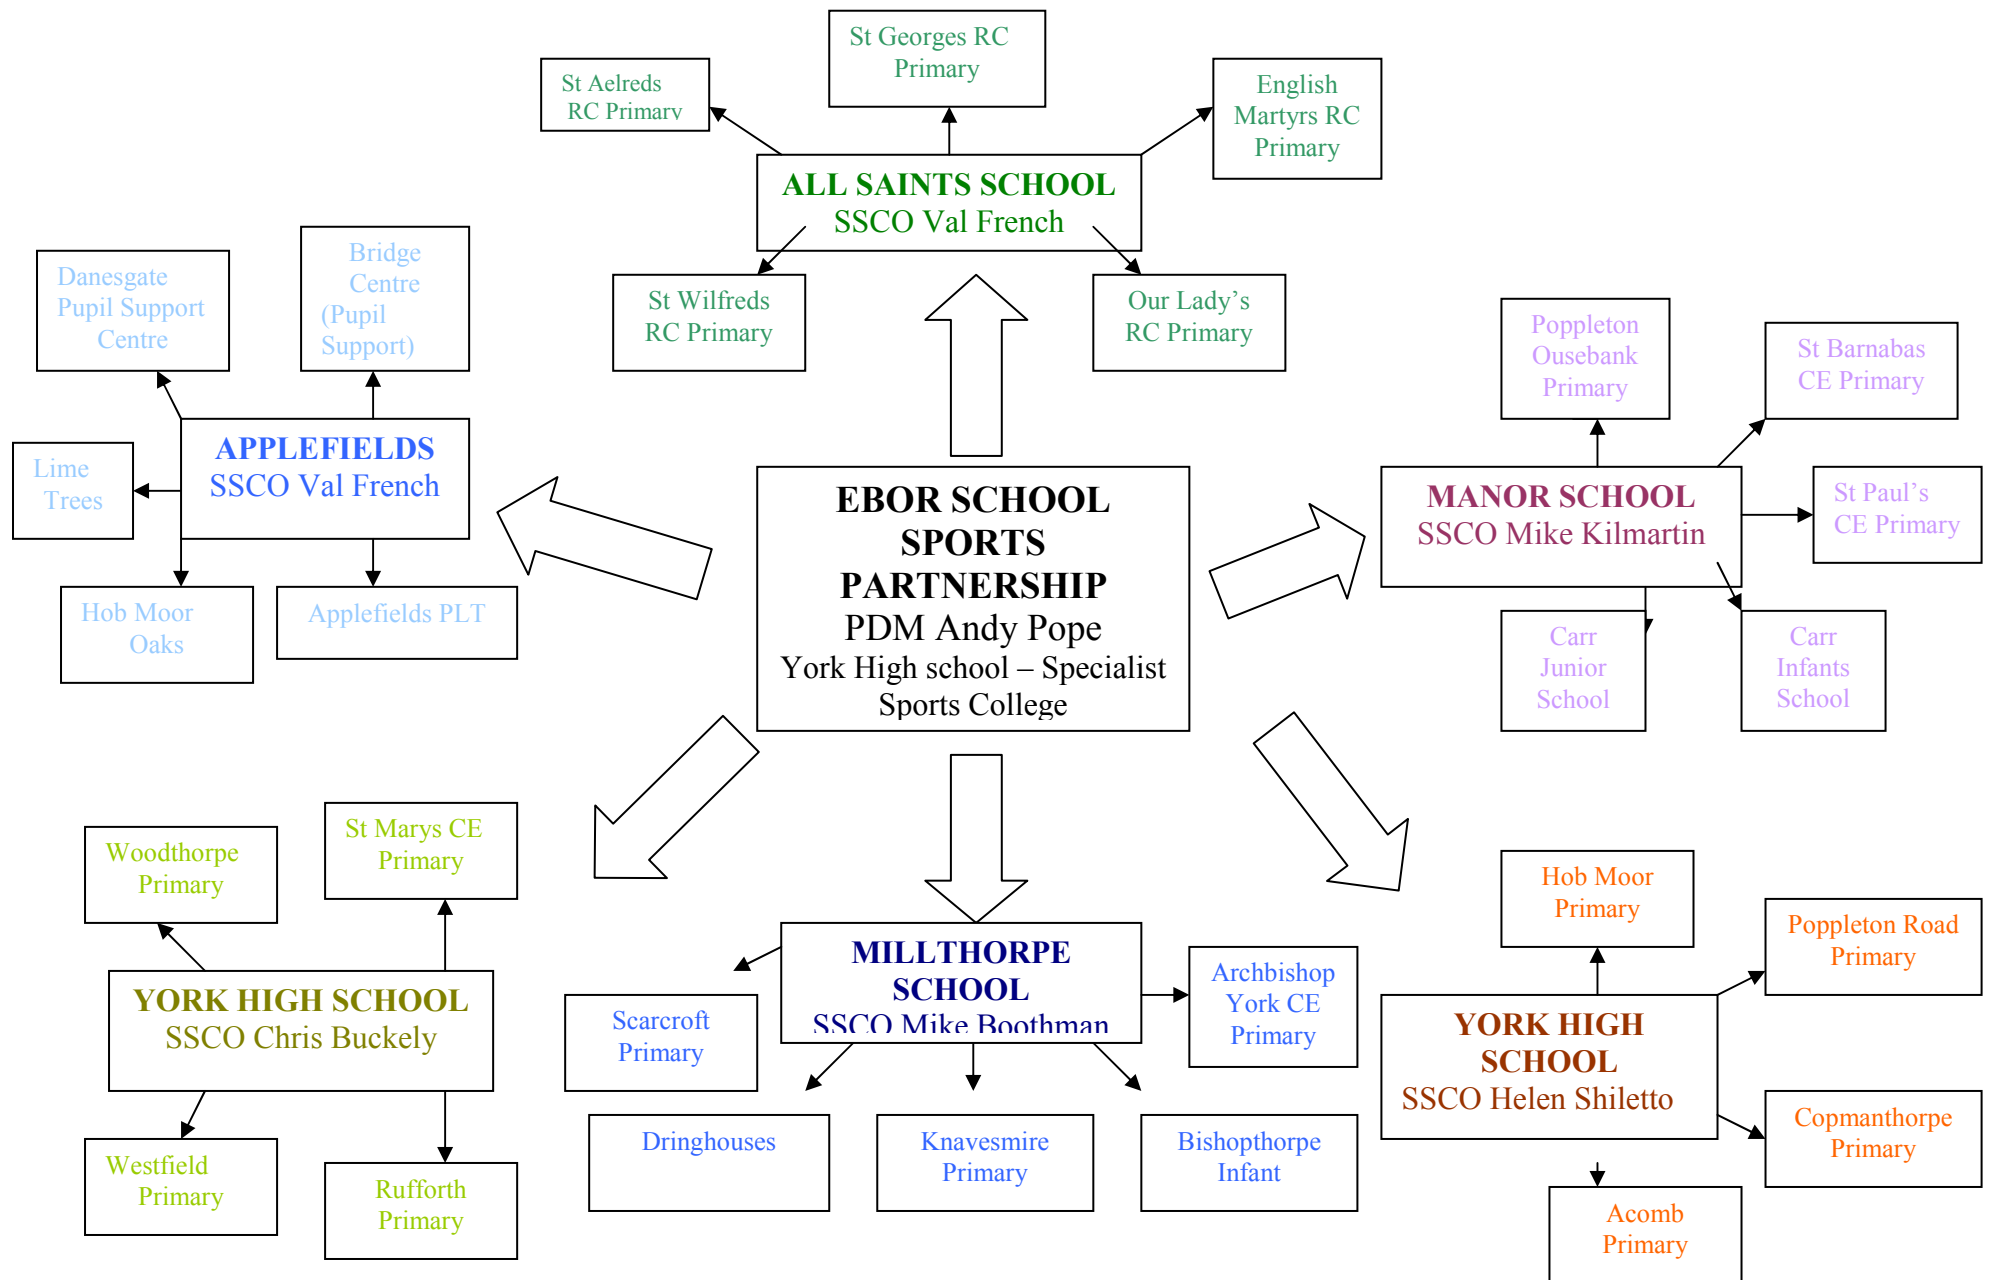 St Georges RC
Primary
St Aelreds
RC Primary
English
Martyrs RC
Primary
ALL SAINTS SCHOOL
SSCO Val French
St Wilfreds
RC Primary
Our Lady’s
RC Primary
Danesgate
Pupil Support
Centre
Bridge
Centre
(Pupil
Support)
APPLEFIELDS
SSCO Val French
Lime
Trees
Hob Moor
Oaks
Applefields PLT
EBOR SCHOOL
SPORTS
PARTNERSHIP
PDM Andy Pope
York High school – Specialist
Sports College
Poppleton
Ousebank
Primary
St Barnabas
CE Primary
MANOR SCHOOL
SSCO Mike Kilmartin
St Paul’s
CE Primary
Carr
Junior
School
Carr
Infants
School
Woodthorpe
Primary
St Marys CE
Primary
YORK HIGH SCHOOL
SSCO Chris Buckely
Westfield
Primary
Rufforth
Primary
MILLTHORPE
SCHOOL
SSCO Mike Boothman
Scarcroft
Primary
Archbishop
York CE
Primary
Dringhouses
Knavesmire
Primary
Bishopthorpe
Infant
Hob Moor
Primary
Poppleton Road
Primary
YORK HIGH
SCHOOL
SSCO Helen Shiletto
Copmanthorpe
Primary
Acomb
Primary